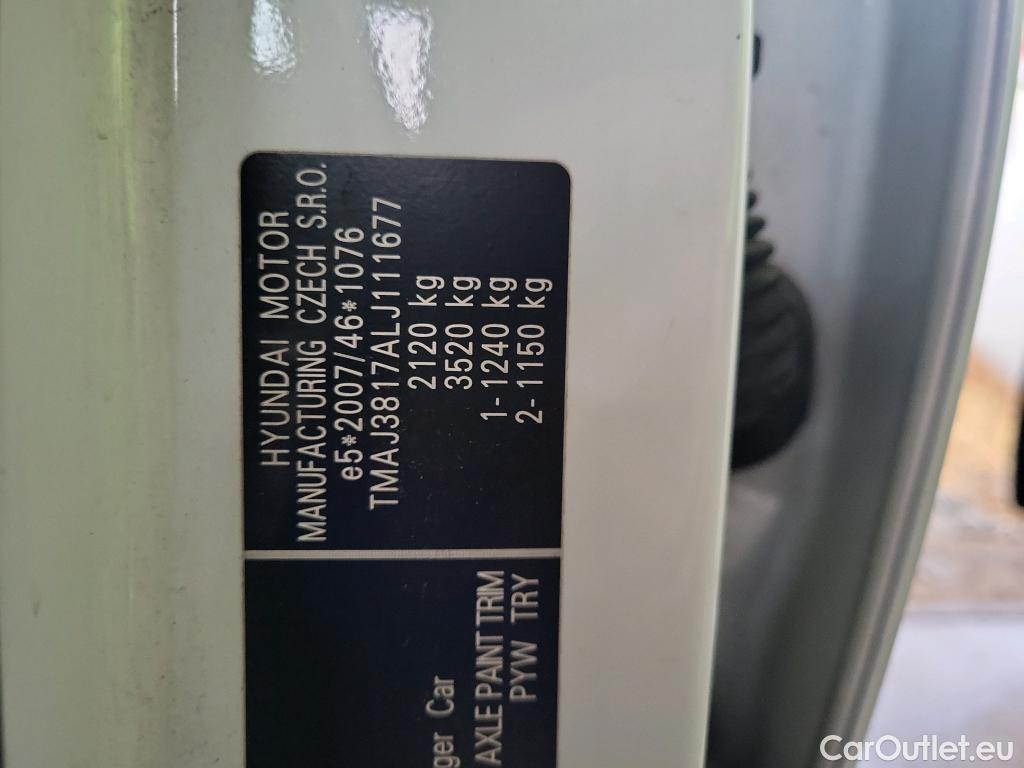 HYUNDAI MOTOR
MANUFACTURING CZECH S.R.O.
e5*2007/46*1076
TMAJ3817ALJ111677
2120 kg
3520 kg
1- 1240 kg
2- 1150 kg
ger Car
AXLE PAINT TRIM
PYW TRY
CarOutlet.eu